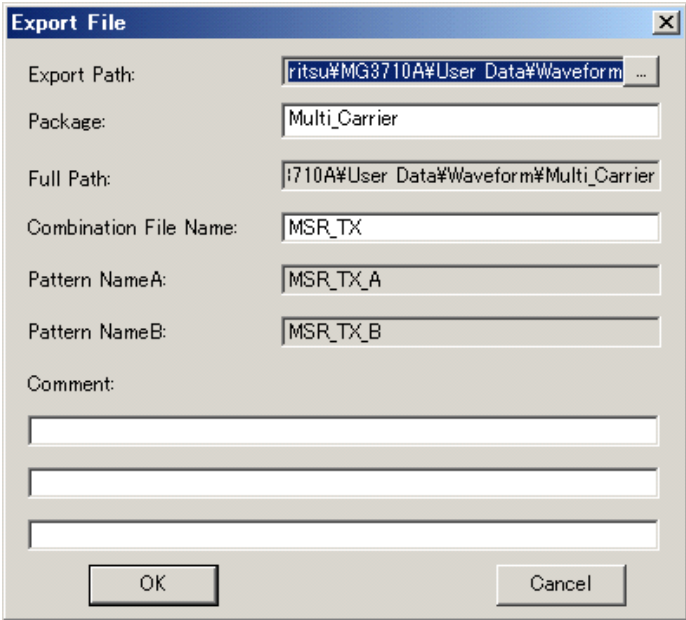 Export File
Export Path: ritsu¥MG3710A¥User Data¥Waveform ...
Package: Multi_Carrier
Full Path: 710A¥User Data¥Waveform¥Multi_Carrier
Combination File Name: MSR_TX
Pattern NameA: MSR_TX_A
Pattern NameB: MSR_TX_B
Comment:
OK Cancel